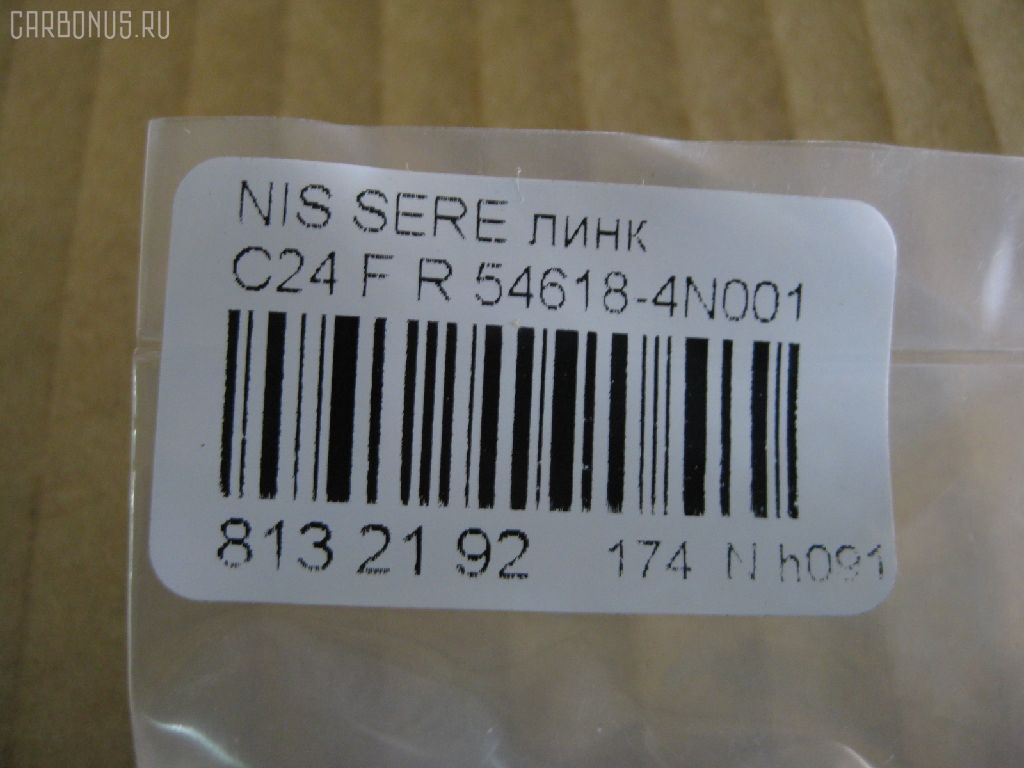 CARBONUS.RU
NIS SERE линк
C24 F R 54618-4N001
813 21 92 174 N h091